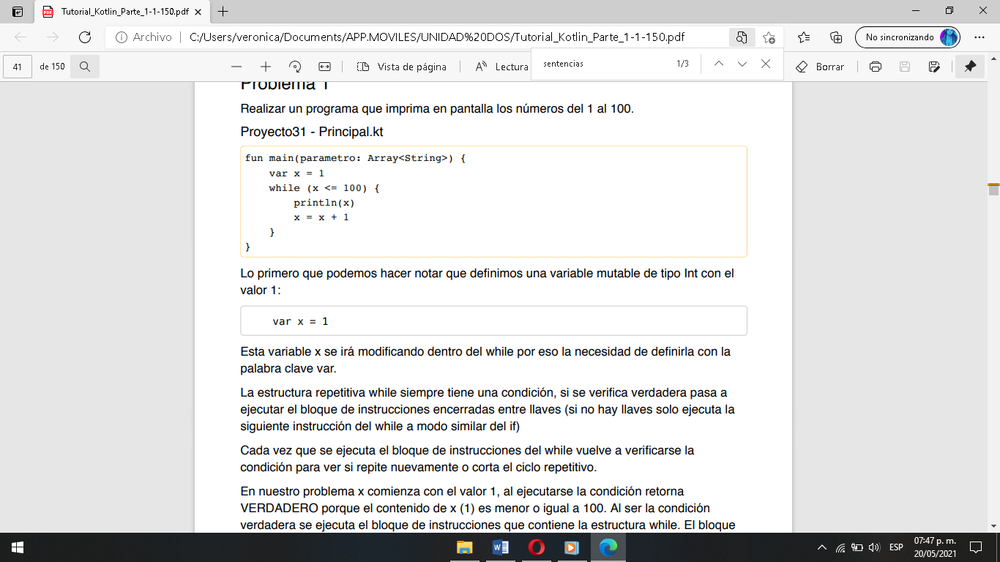 Tutorial_Kotlin_Parte_1-1-150.pdf
Archivo
C:/Users/veronica/Documents/APP.MOVILES/UNIDAD%20DOS/Tutorial_Kotlin_Parte_1-1-150.pdf
No sincronizando
41
de 150
Vista de página
Lectura
sentencias
1/3
Borrar
Problema 1
Realizar un programa que imprima en pantalla los números del 1 al 100.
Proyecto31 - Principal.kt
fun main(parametro: Array<String>) {
    var x = 1
    while (x <= 100) {
        println(x)
        x = x + 1
    }
}
Lo primero que podemos hacer notar que definimos una variable mutable de tipo Int con el
valor 1:
var x = 1
Esta variable x se irá modificando dentro del while por eso la necesidad de definirla con la
palabra clave var.
La estructura repetitiva while siempre tiene una condición, si se verifica verdadera pasa a
ejecutar el bloque de instrucciones encerradas entre llaves (si no hay llaves solo ejecuta la
siguiente instrucción del while a modo similar del if)
Cada vez que se ejecuta el bloque de instrucciones del while vuelve a verificarse la
condición para ver si repite nuevamente o corta el ciclo repetitivo.
En nuestro problema x comienza con el valor 1, al ejecutarse la condición retorna
VERDADERO porque el contenido de x (1) es menor o igual a 100. Al ser la condición
verdadera se ejecuta el bloque de instrucciones que contiene la estructura while. El bloque
ESP
07:47 p. m.
20/05/2021